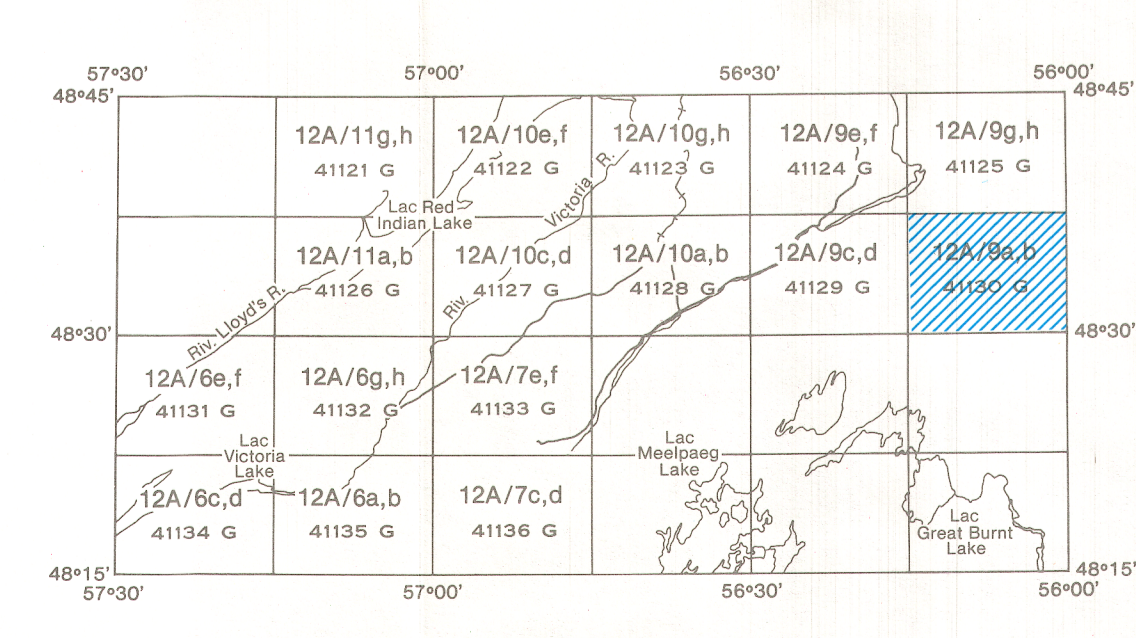 57°30' 57°00' 56°30' 56°00'
48°45' 48°45'
12A/11g,h 12A/10e,f 12A/10g,h 12A/9e,f 12A/9g,h
41121 G 41122 G 41123 G 41124 G 41125 G
Victoria R.
Lac Red
Indian Lake
12A/11a,b 12A/10c,d 12A/10a,b 12A/9c,d 12A/9a,b
41126 G 41127 G 41128 G 41129 G 41130 G
Riv. Lloyd's R.
Riv.
48°30' 48°30'
12A/6e,f 12A/6g,h 12A/7e,f
41131 G 41132 G 41133 G
Lac
Victoria
Lake
Lac
Meelpaeg
Lake
12A/6c,d 12A/6a,b 12A/7c,d
41134 G 41135 G 41136 G
Lac
Great Burnt
Lake
48°15' 48°15'
57°30' 57°00' 56°30' 56°00'